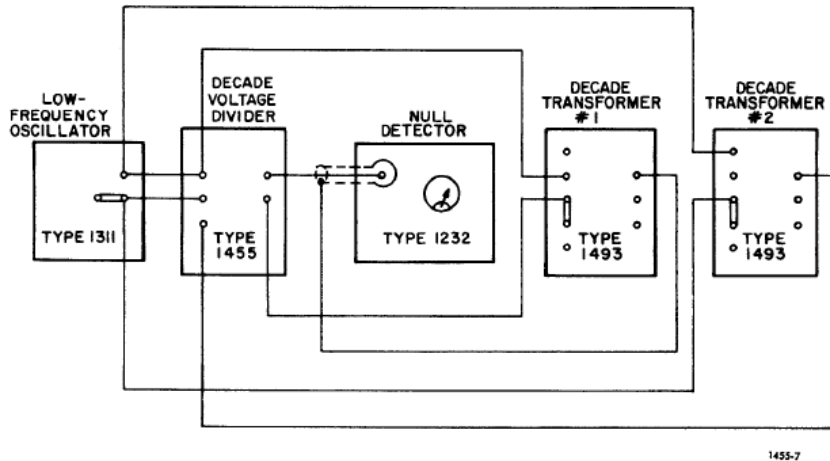 LOW-
FREQUENCY
OSCILLATOR
TYPE 1311
DECADE
VOLTAGE
DIVIDER
TYPE
1455
NULL
DETECTOR
TYPE 1232
DECADE
TRANSFORMER
#1
TYPE
1493
DECADE
TRANSFORMER
#2
TYPE
1493
1455-7